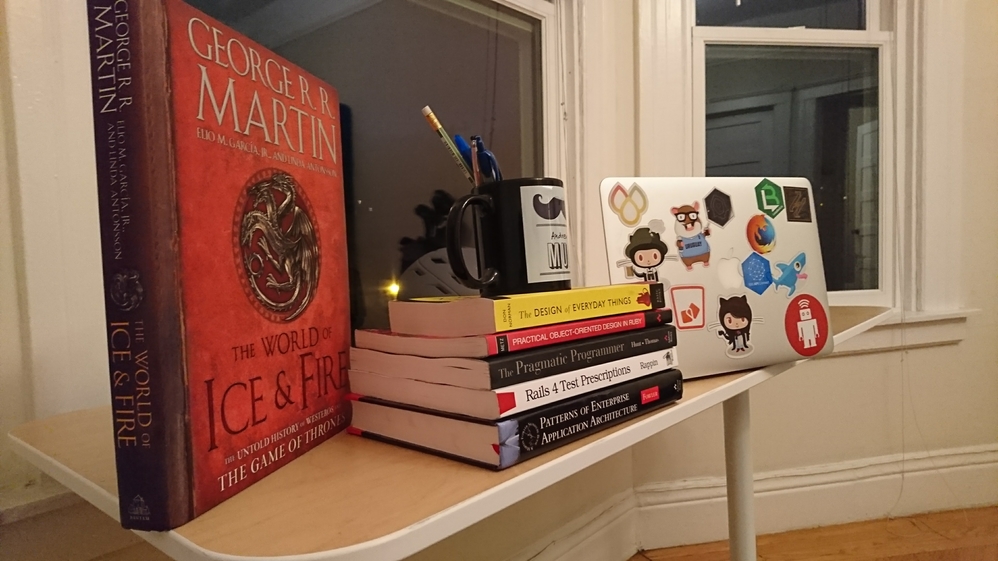 GEORGE R. R.
MARTIN
ELIO M. GARCÍA, JR.
AND LINDA ANTONSSON
THE WORLD OF
ICE & FIRE
GEORGE R. R.
MARTIN
ELIO M. GARCÍA, JR., AND LINDA ANTONSSON
THE WORLD OF
ICE & FIRE
THE UNTOLD HISTORY OF WESTEROS AND
THE GAME OF THRONES
MU
DON NORMAN The DESIGN of EVERYDAY THINGS
METZ PRACTICAL OBJECT-ORIENTED DESIGN IN RUBY
The Pragmatic Programmer Hunt • Thomas
Rails 4 Test Prescriptions Rappin
PATTERNS OF ENTERPRISE
APPLICATION ARCHITECTURE
FOWLER